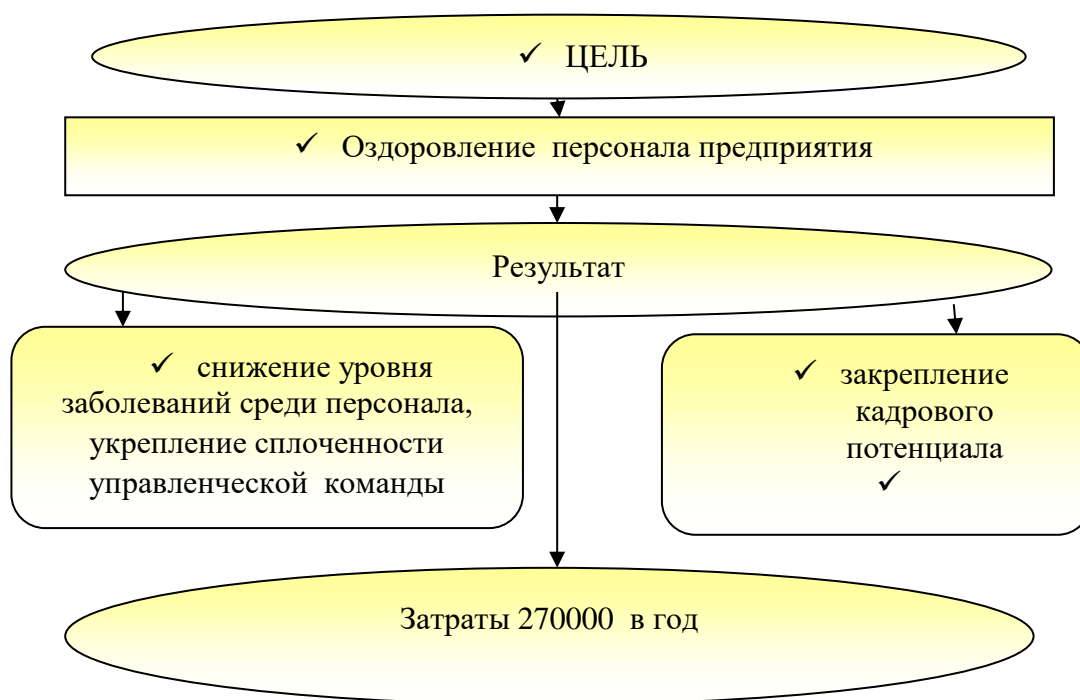 ✓ ЦЕЛЬ
✓ Оздоровление персонала предприятия
Результат
✓ снижение уровня
заболеваний среди персонала,
укрепление сплоченности
управленческой команды
✓ закрепление
кадрового
потенциала
✓
Затраты 270000 в год